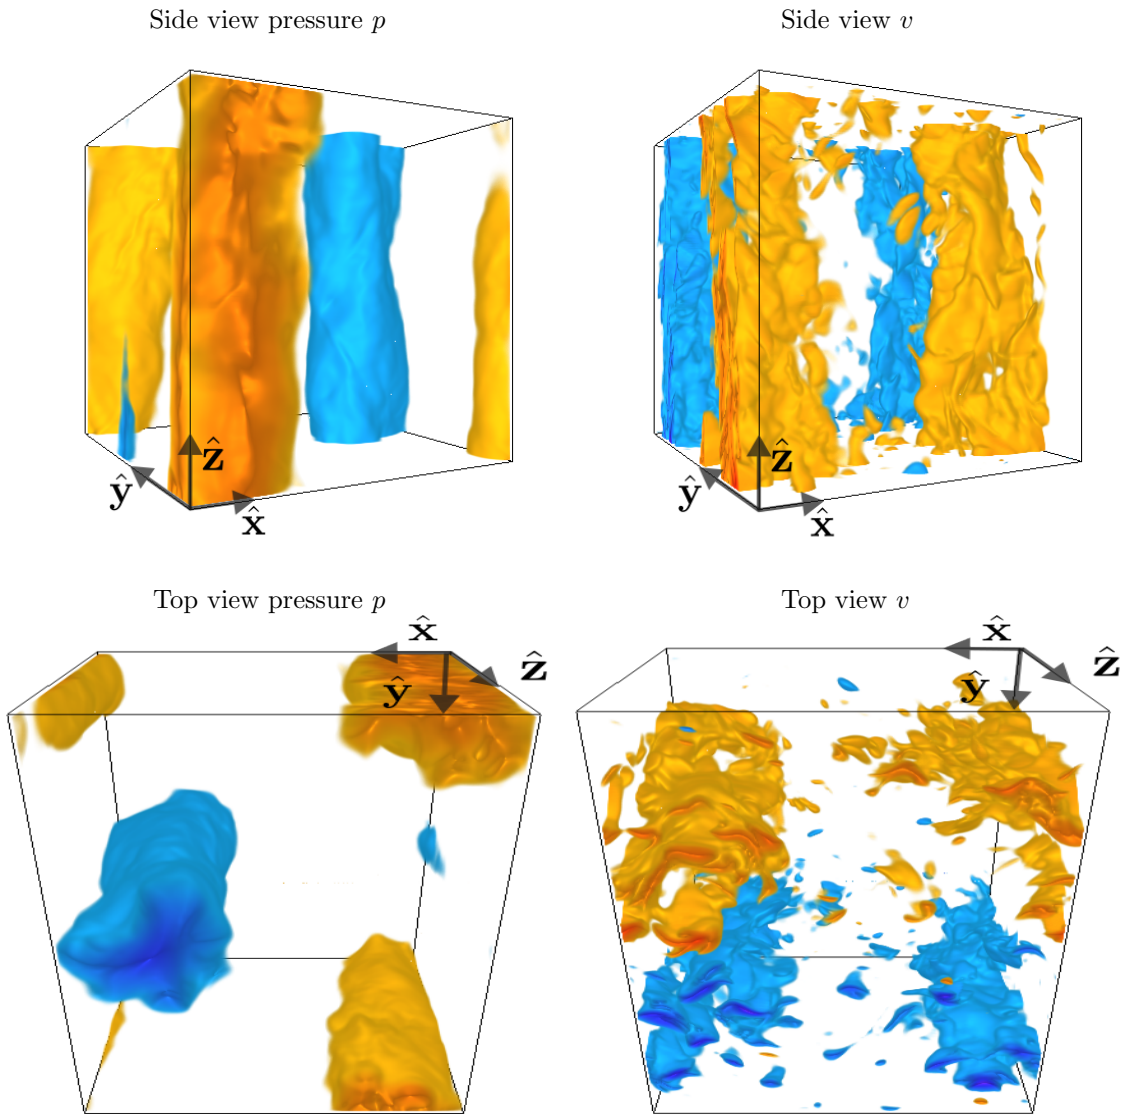 Side view pressure p
Side view v
ẑ
ŷ
x̂
ẑ
ŷ
x̂
Top view pressure p
Top view v
x̂
ẑ
ŷ
x̂
ẑ
ŷ